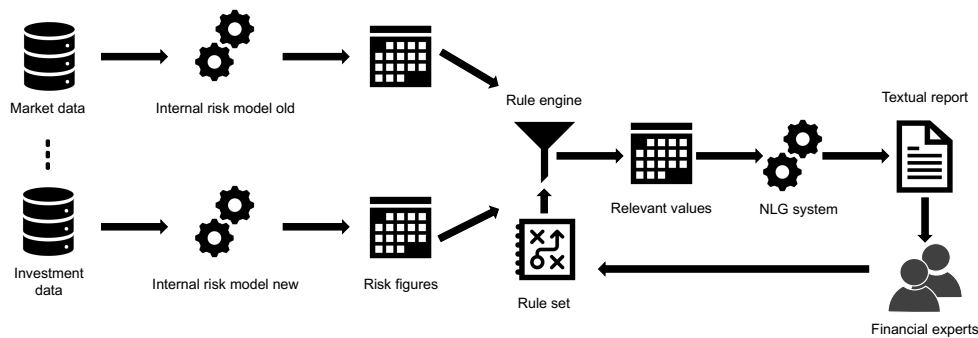 Market data
Internal risk model old
Rule engine
Textual report
Investment
data
Internal risk model new
Risk figures
Relevant values
NLG system
Rule set
Financial experts